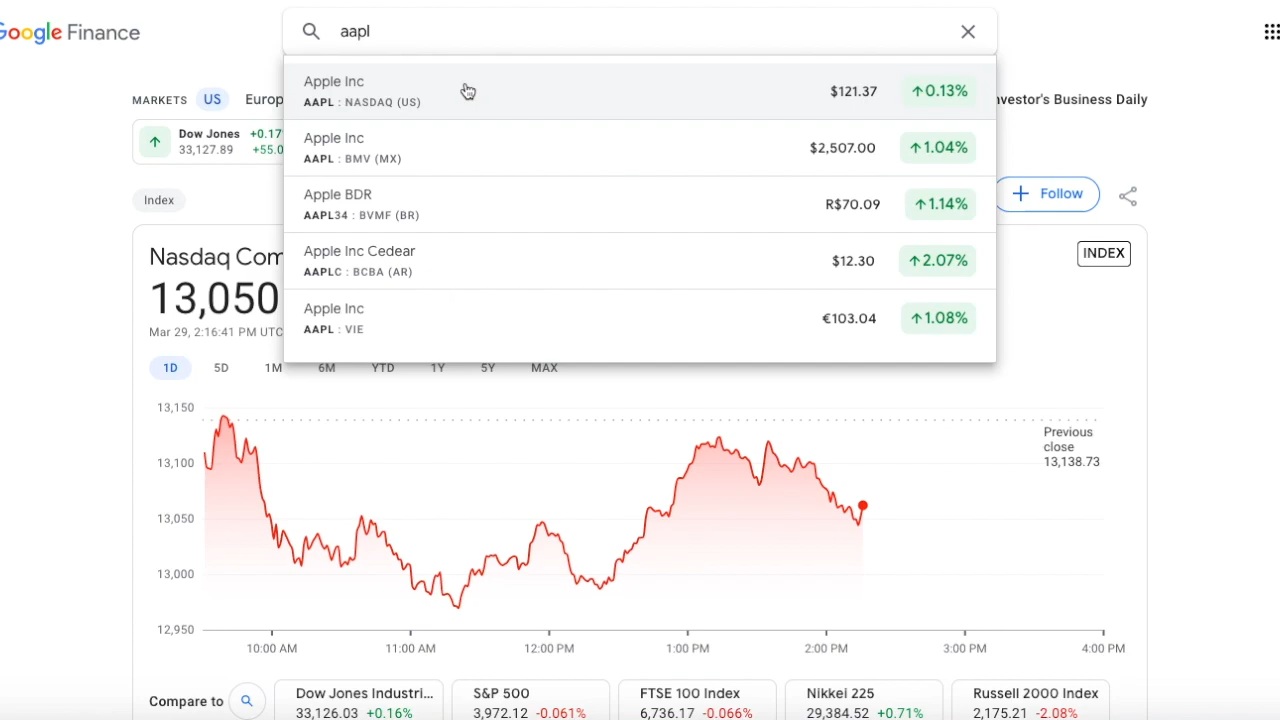 Google Finance
aapl
Apple Inc
AAPL : NASDAQ (US)
$121.37
↑0.13%
Apple Inc
AAPL : BMV (MX)
$2,507.00
↑1.04%
Apple BDR
AAPL34 : BVMF (BR)
R$70.09
↑1.14%
Apple Inc Cedear
AAPLC : BCBA (AR)
$12.30
↑2.07%
Apple Inc
AAPL : VIE
€103.04
↑1.08%
MARKETS
US
Europ
nvestor's Business Daily
Dow Jones
+0.17
33,127.89
+55.0
Index
+ Follow
Nasdaq Com
INDEX
13,050
Mar 29, 2:16:41 PM UTC
1D 5D 1M 6M YTD 1Y 5Y MAX
13,150
13,100
13,050
13,000
12,950
Previous
close
13,138.73
10:00 AM 11:00 AM 12:00 PM 1:00 PM 2:00 PM 3:00 PM 4:00 PM
Compare to
Dow Jones Industri...
33,126.03 +0.16%
S&P 500
3,972.12 -0.061%
FTSE 100 Index
6,736.17 -0.066%
Nikkei 225
29,384.52 +0.71%
Russell 2000 Index
2,175.21 -2.08%